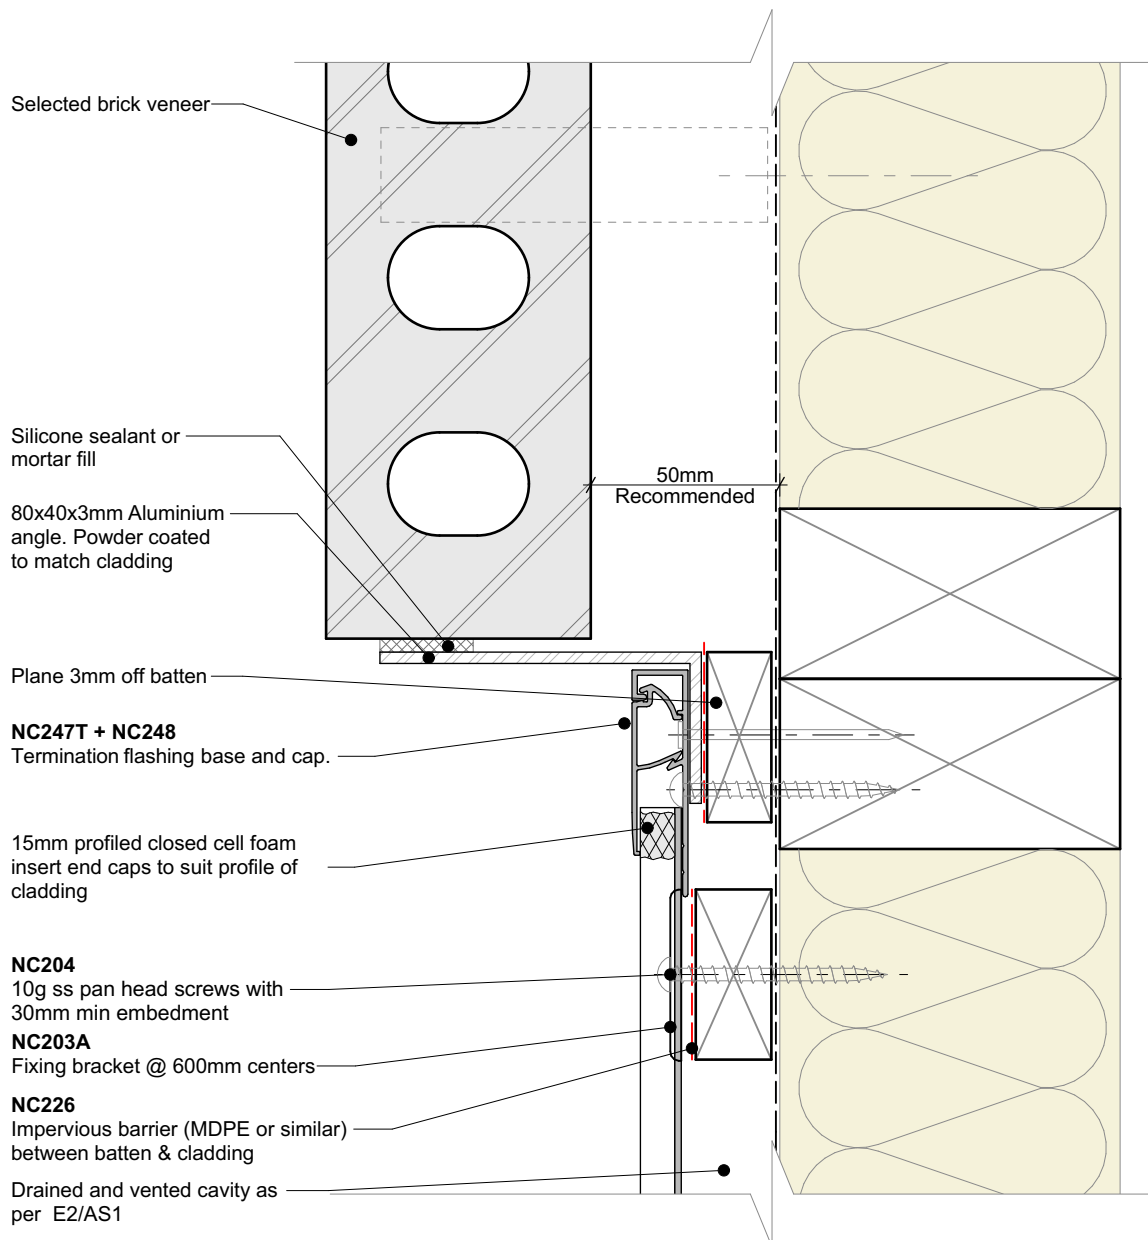 Selected brick veneer
Silicone sealant or
mortar fill
50mm
Recommended
80x40x3mm Aluminium
angle. Powder coated
to match cladding
Plane 3mm off batten
NC247T + NC248
Termination flashing base and cap.
15mm profiled closed cell foam
insert end caps to suit profile of
cladding
NC204
10g ss pan head screws with
30mm min embedment
NC203A
Fixing bracket @ 600mm centers
NC226
Impervious barrier (MDPE or similar)
between batten & cladding
Drained and vented cavity as
per E2/AS1